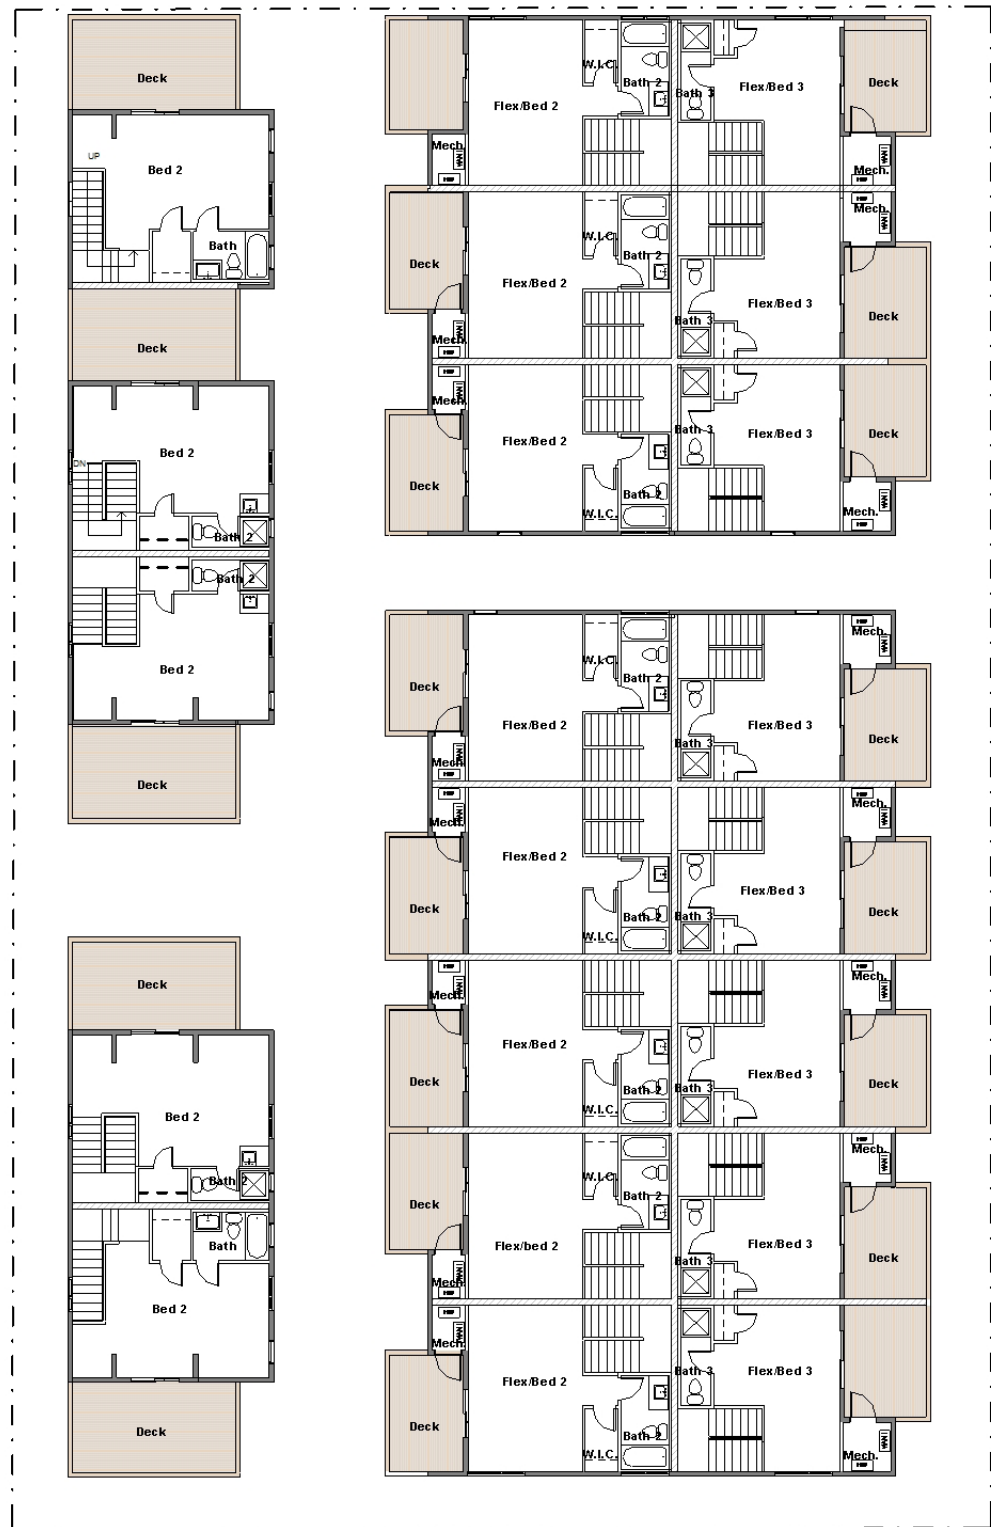 Deck
UP
Bed 2
Bath
Deck
Bed 2
DN
Bath 2
Bath 2
Bed 2
Deck
Deck
Bed 2
Bath 2
Bath
Bed 2
Deck
W.I.C.
Bath 2
Flex/Bed 2
Bath 3
Flex/Bed 3
Deck
Mech.
Mech.
Mech.
W.I.C.
Bath 2
Deck
Flex/Bed 2
Flex/Bed 3
Deck
Bath 3
Mech.
Mech.
Flex/Bed 2
Bath 3
Flex/Bed 3
Deck
Deck
Bath 2
W.I.C.
Mech.
Mech.
W.I.C.
Bath 2
Deck
Flex/Bed 2
Flex/Bed 3
Deck
Bath 3
Mech.
Mech.
Mech.
Flex/Bed 2
Flex/Bed 3
Deck
Bath 2
Bath 3
Deck
W.I.C.
Mech.
Mech.
Flex/Bed 2
Flex/Bed 3
Deck
Deck
Bath 2
Bath 3
W.I.C.
Mech.
W.I.C.
Bath 2
Deck
Flex/bed 2
Flex/Bed 3
Deck
Bath 3
Mech.
Mech.
Flex/Bed 2
Bath 3
Flex/Bed 3
Deck
Bath 2
W.I.C.
Mech.